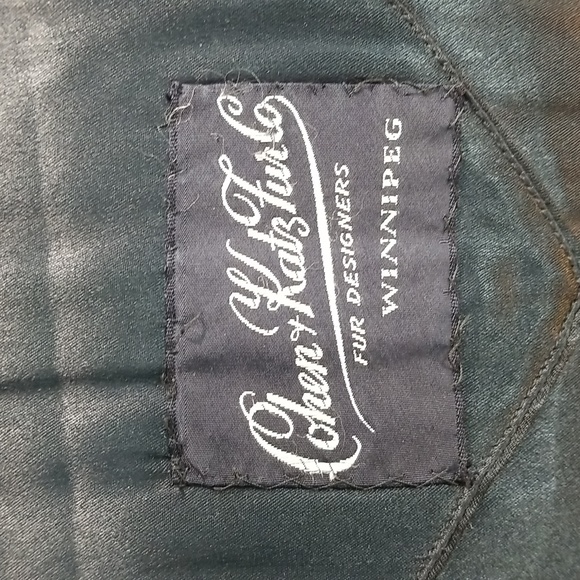 Cohen & Katz Fur Co
FUR DESIGNERS
WINNIPEG